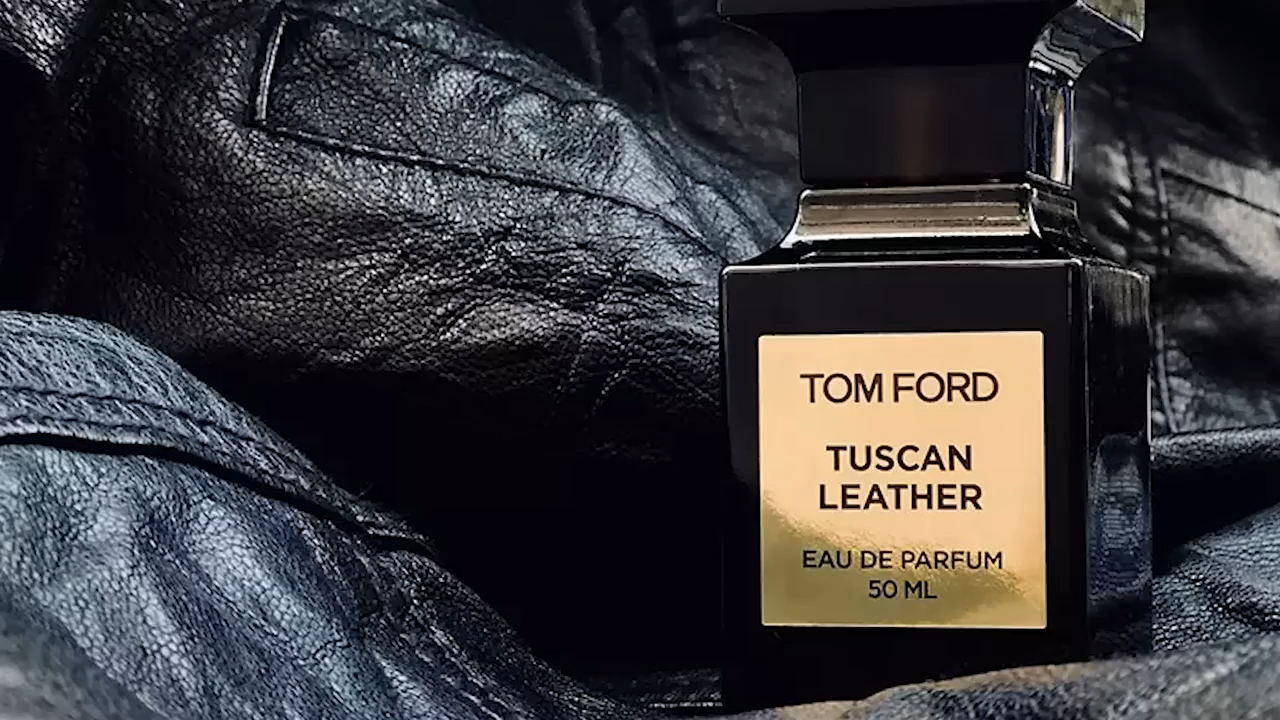 TOM FORD
TUSCAN
LEATHER
EAU DE PARFUM
50 ML